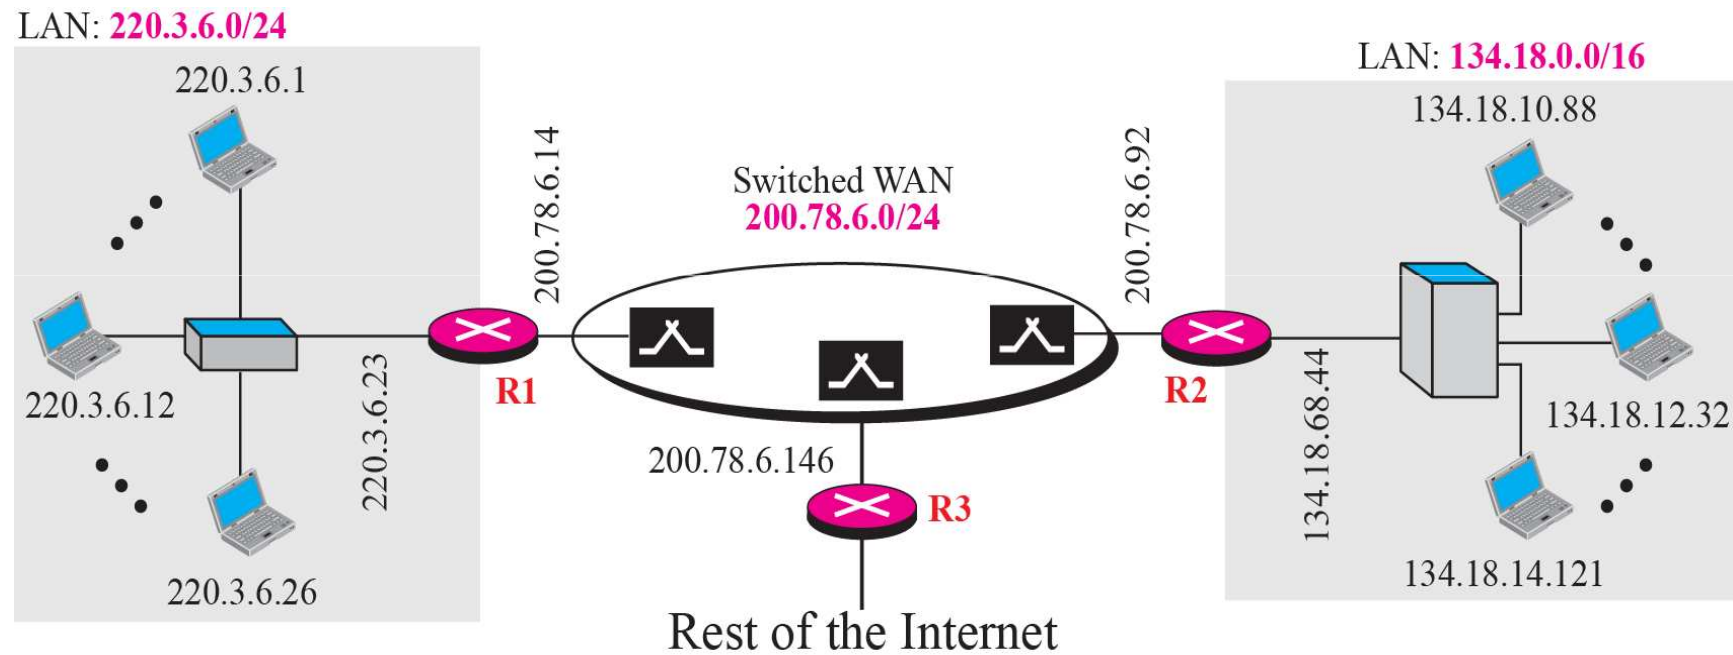 LAN: 220.3.6.0/24
220.3.6.1
220.3.6.12
220.3.6.26
220.3.6.23
R1
200.78.6.14
Switched WAN
200.78.6.0/24
200.78.6.92
R2
200.78.6.146
R3
Rest of the Internet
LAN: 134.18.0.0/16
134.18.10.88
134.18.68.44
134.18.12.32
134.18.14.121